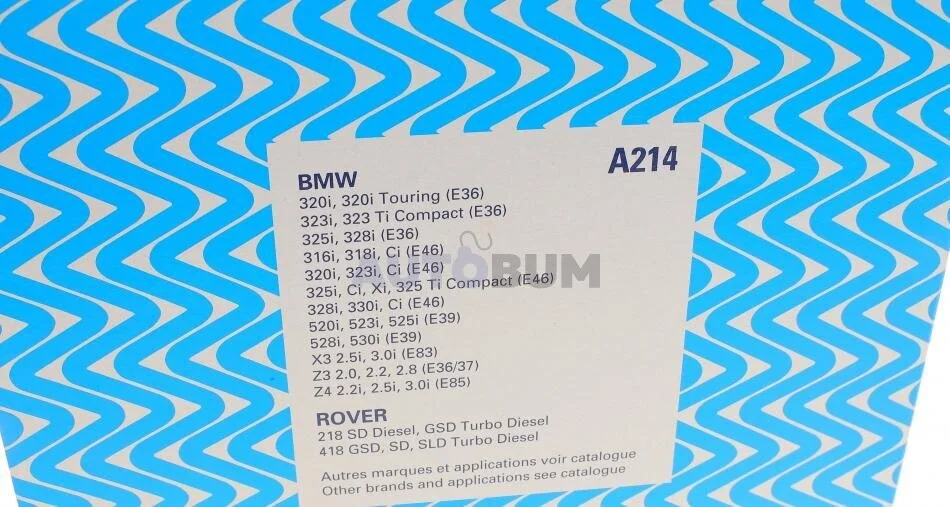 A214
BMW
320i, 320i Touring (E36)
323i, 323 Ti Compact (E36)
325i, 328i (E36)
316i, 318i, Ci (E46)
320i, 323i, Ci (E46)
AUTOBUM
325i, Ci, Xi, 325 Ti Compact (E46)
328i, 330i, Ci (E46)
520i, 523i, 525i (E39)
528i, 530i (E39)
X3 2.5i, 3.0i (E83)
Z3 2.0, 2.2, 2.8 (E36/37)
Z4 2.2i, 2.5i, 3.0i (E85)
ROVER
218 SD Diesel, GSD Turbo Diesel
418 GSD, SD, SLD Turbo Diesel
Autres marques et applications voir catalogue
Other brands and applications see catalogue